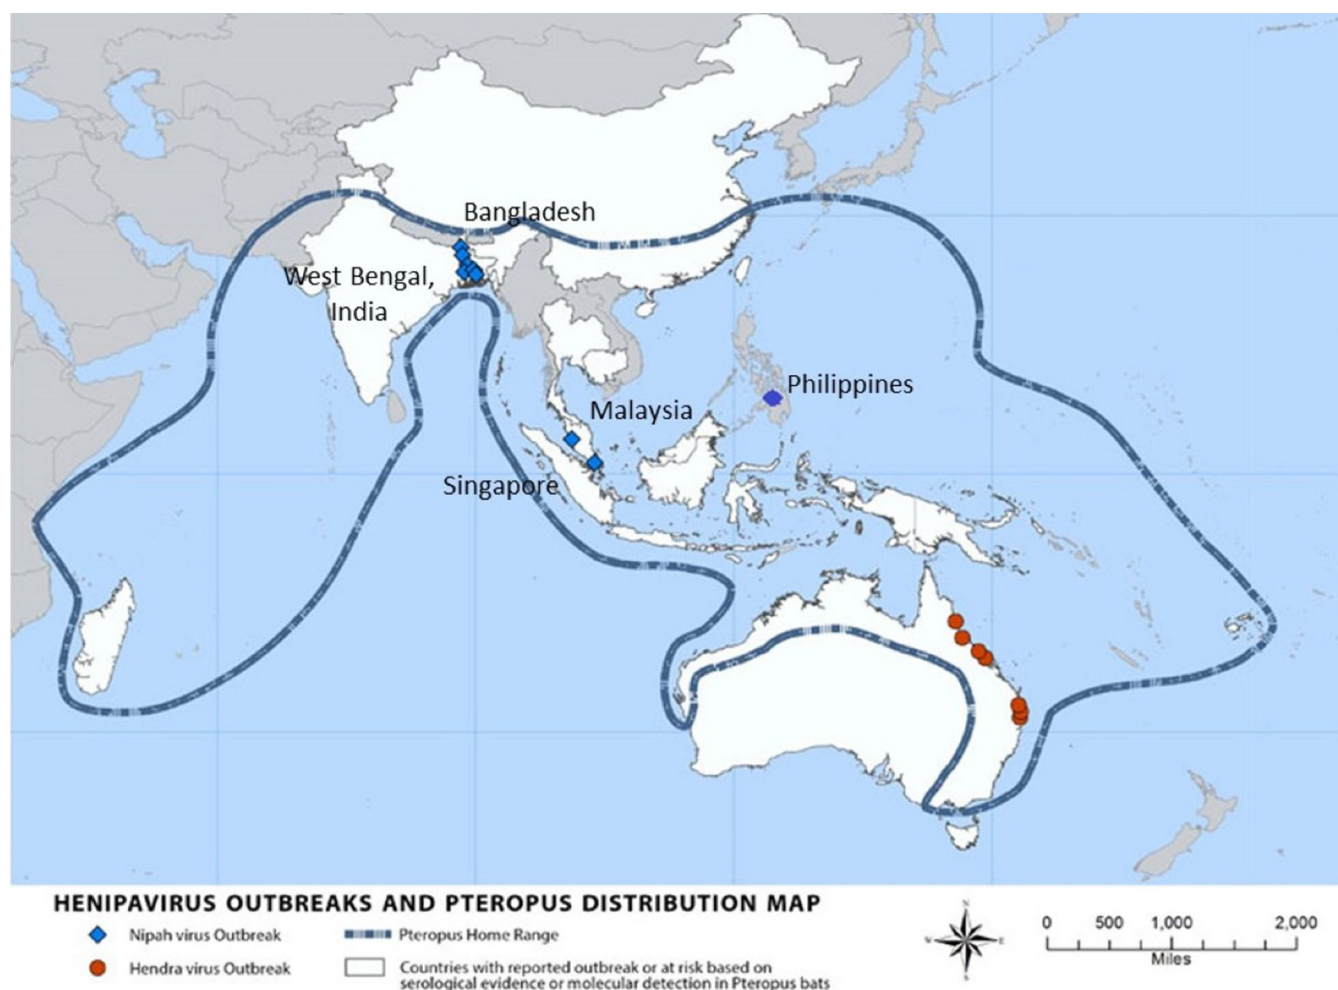 Bangladesh
West Bengal,
India
Philippines
Malaysia
Singapore
HENIPAVIRUS OUTBREAKS AND PTEROPUS DISTRIBUTION MAP
Nipah virus Outbreak
Pteropus Home Range
Hendra virus Outbreak
Countries with reported outbreak or at risk based on
serological evidence or molecular detection in Pteropus bats
N
W
E
S
0 500 1,000 2,000
Miles